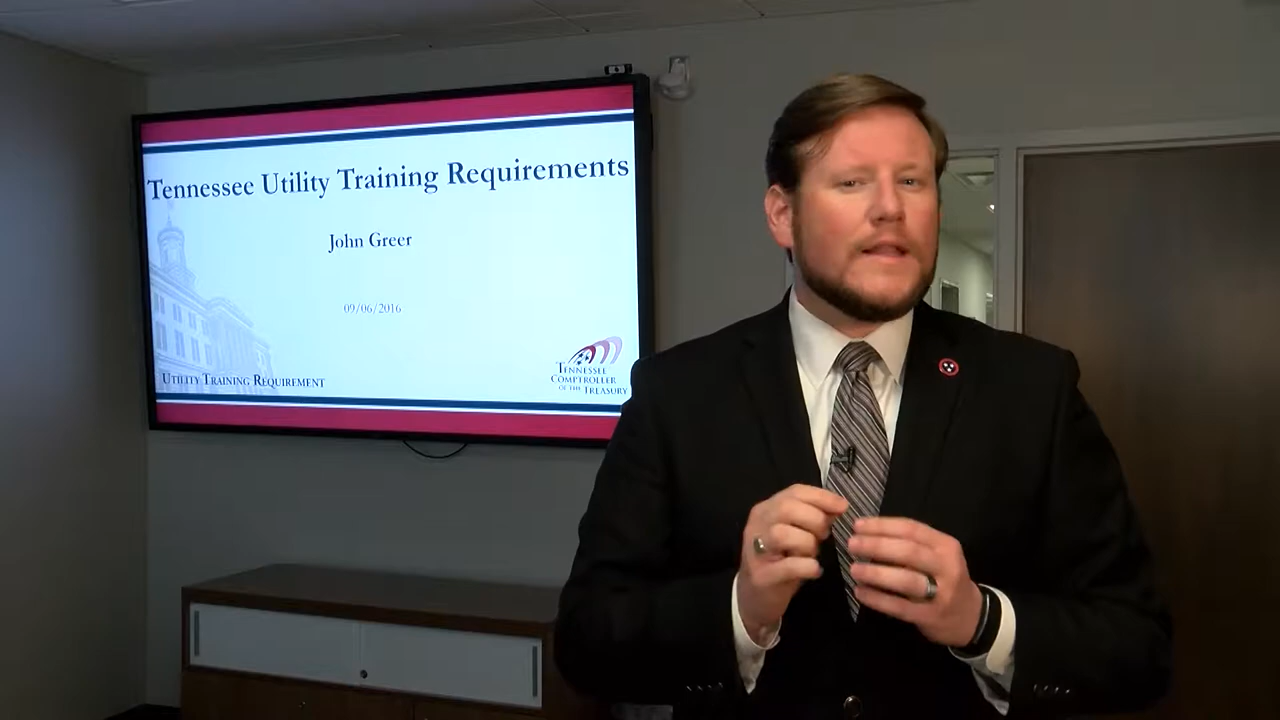 Tennessee Utility Training Requirements
John Greer
09/06/2016
Utility Training Requirement
Tennessee
Comptroller
of the Treasury